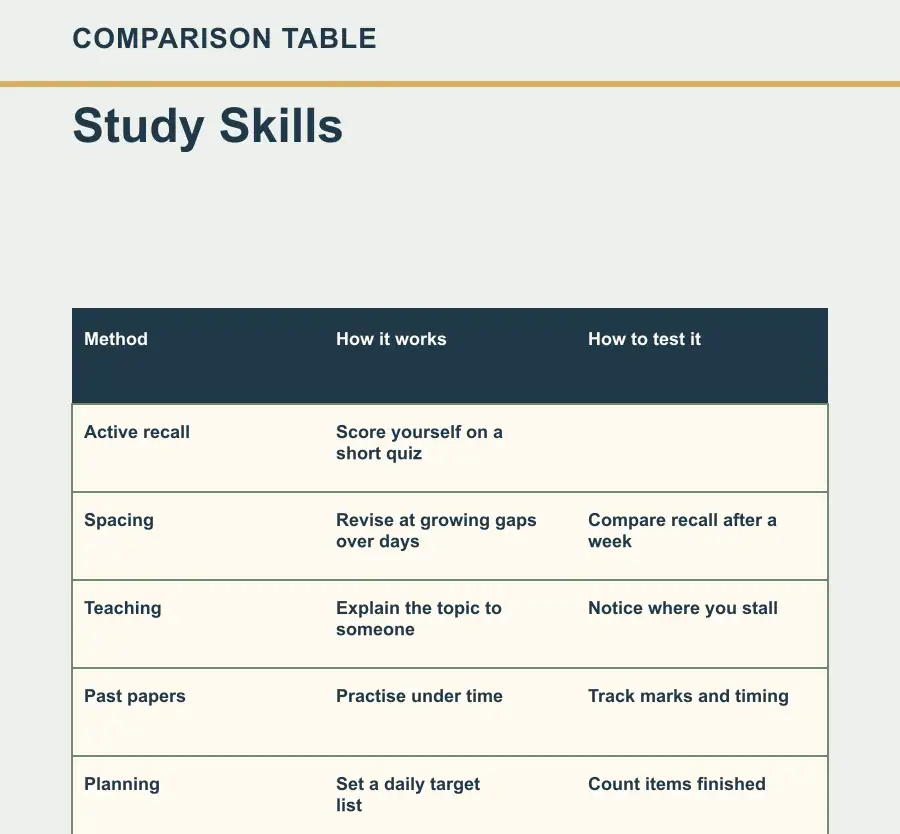 COMPARISON TABLE
Study Skills
Method How it works How to test it
Active recall Score yourself on a
short quiz
Spacing Revise at growing gaps Compare recall after a
over days week
Teaching Explain the topic to Notice where you stall
someone
Past papers Practise under time Track marks and timing
Planning Set a daily target Count items finished
list